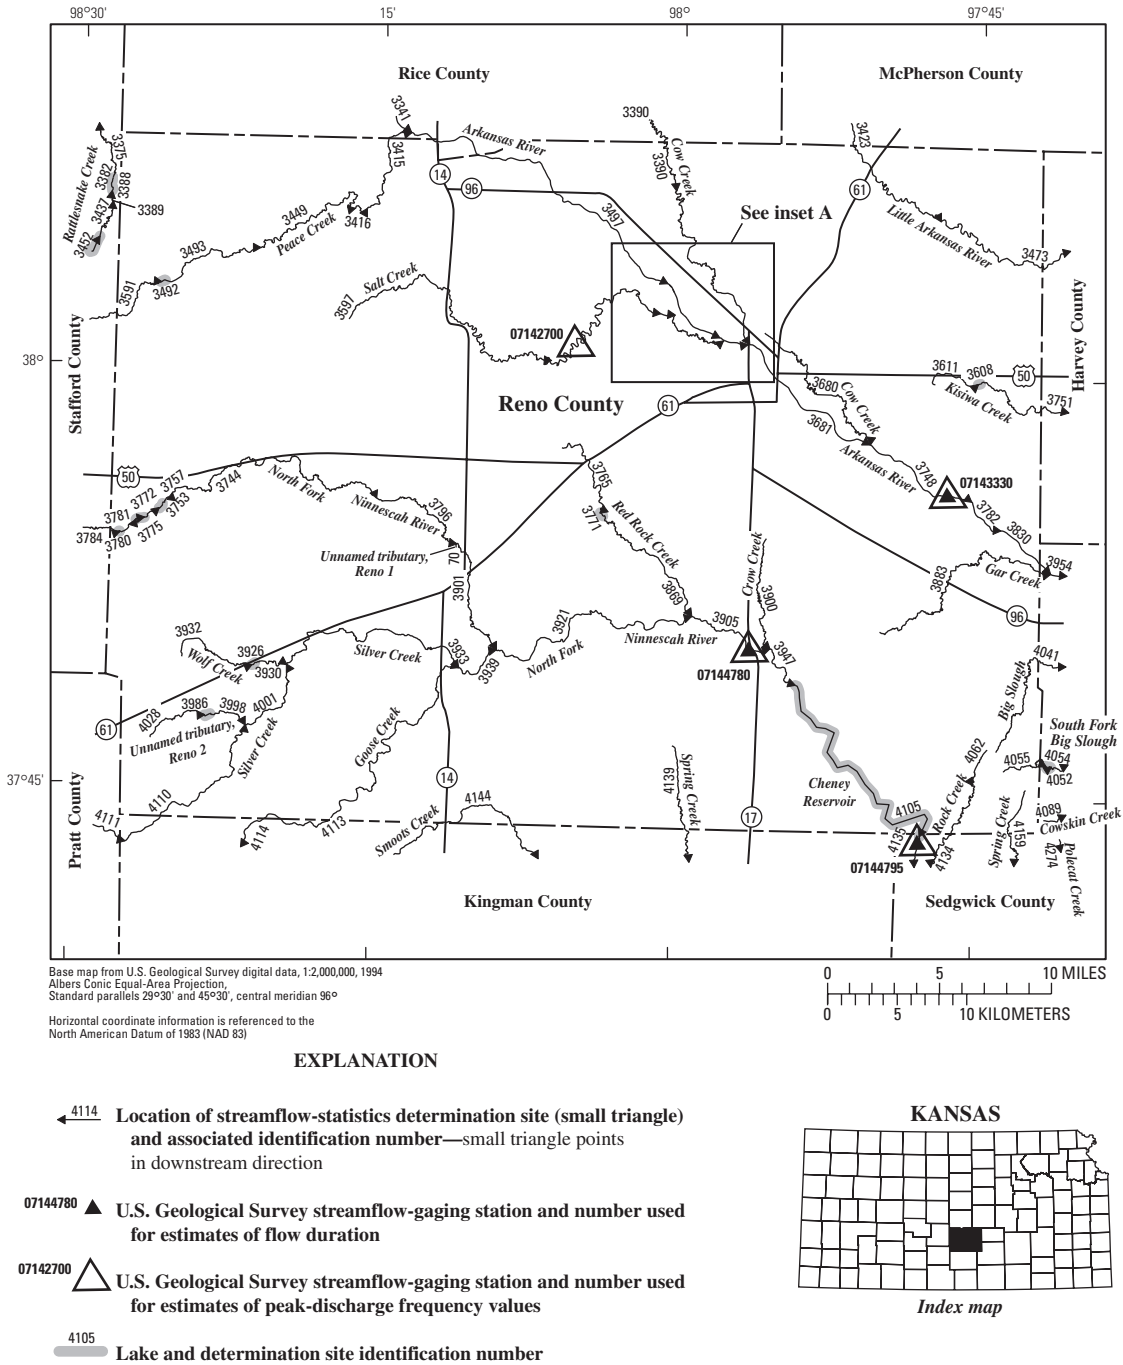 98°30'
15'
98°
97°45'
Rice County
McPherson County
3341
Arkansas River
3390
3423
3375
3415
Cow Creek
3390
Rattlesnake Creek
3382
3388
14
96
61
3437
3389
3449
3416
3497
See inset A
Little Arkansas River
3452
3493
Peace Creek
3473
3591
3492
Salt Creek
3597
Harvey County
07142700
38°
Stafford County
3611
3608
50
3680
Kisiwa Creek
3751
Reno County
61
Cow Creek
3681
Arkansas River
50
3757
3744
North Fork
3765
3748
07143330
3772
3753
Ninnescah River
3796
3781
3775
3771
Red Rock Creek
3782
3784
3780
3830
Unnamed tributary,
Reno 1
70
Crow Creek
3954
Gar Creek
3901
3869
3900
3883
96
3932
3921
3905
Wolf Creek
3926
Silver Creek
3933
Ninnescah River
3947
4041
3930
3939
North Fork
07144780
Big Slough
3986
3998
4001
61
4028
Unnamed tributary,
Reno 2
Silver Creek
Goose Creek
South Fork
Big Slough
4062
4055
4054
4052
37°45'
Pratt County
14
4139
Spring Creek
Cheney
Reservoir
4110
4144
4105
Rock Creek
Spring Creek
4089
Cowskin Creek
4111
4114
4113
Smoots Creek
17
4135
4134
4159
4274
Polecat Creek
07144795
Kingman County
Sedgwick County
Base map from U.S. Geological Survey digital data, 1:2,000,000, 1994
Albers Conic Equal-Area Projection,
Standard parallels 29°30' and 45°30', central meridian 96°
Horizontal coordinate information is referenced to the
North American Datum of 1983 (NAD 83)
0 5 10 MILES
0 5 10 KILOMETERS
EXPLANATION
4114
Location of streamflow-statistics determination site (small triangle)
and associated identification number—small triangle points
in downstream direction
07144780
U.S. Geological Survey streamflow-gaging station and number used
for estimates of flow duration
07142700
U.S. Geological Survey streamflow-gaging station and number used
for estimates of peak-discharge frequency values
4105
Lake and determination site identification number
KANSAS
Index map